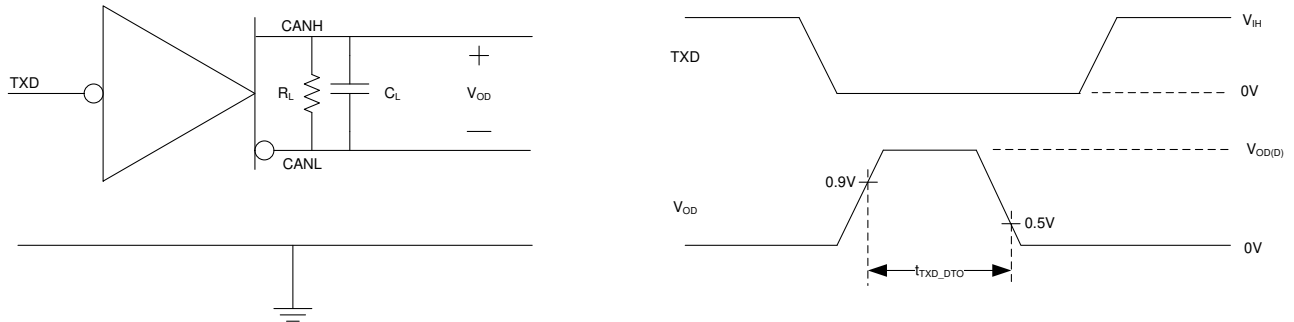 CANH
TXD
R_L
C_L
+
V_OD
—
CANL
V_IH
TXD
0V
V_OD(D)
0.9V
V_OD
0.5V
0V
t_TXD_DTO